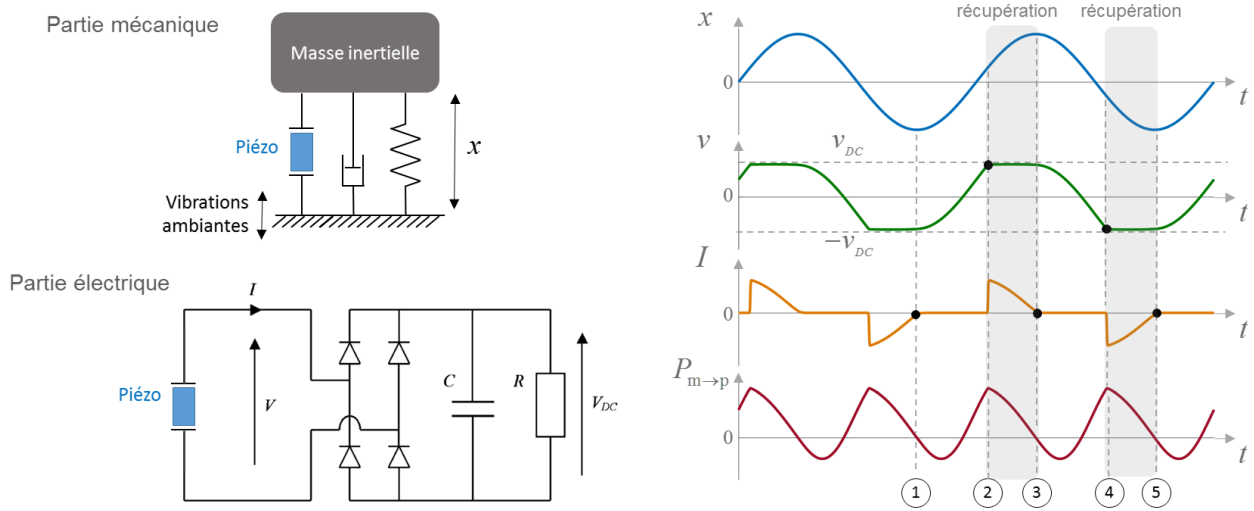 Partie mécanique
Masse inertielle
Piézo
x
Vibrations
ambiantes
Partie électrique
I
Piézo
V
C
R
V_DC
récupération récupération
x
0
t
v
v_DC
0
t
−v_DC
I
0
t
P_m→p
0
t
1 2 3 4 5